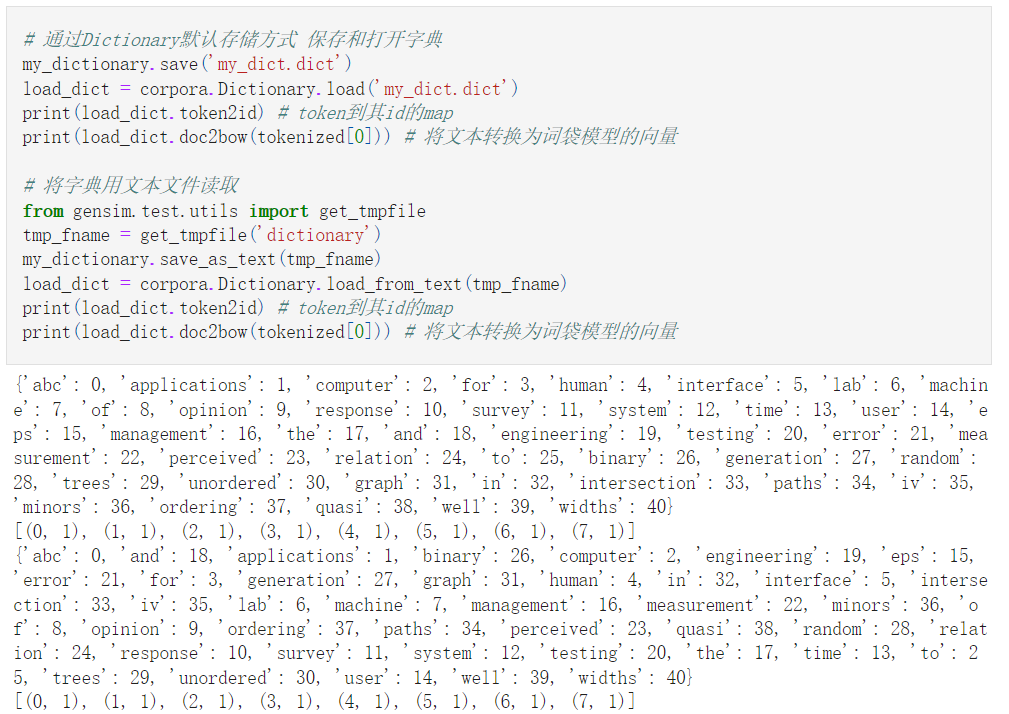 # 通过Dictionary默认存储方式 保存和打开字典
my_dictionary.save('my_dict.dict')
load_dict = corpora.Dictionary.load('my_dict.dict')
print(load_dict.token2id) # token到其id的map
print(load_dict.doc2bow(tokenized[0])) # 将文本转换为词袋模型的向量
# 将字典用文本文件读取
from gensim.test.utils import get_tmpfile
tmp_fname = get_tmpfile('dictionary')
my_dictionary.save_as_text(tmp_fname)
load_dict = corpora.Dictionary.load_from_text(tmp_fname)
print(load_dict.token2id) # token到其id的map
print(load_dict.doc2bow(tokenized[0])) # 将文本转换为词袋模型的向量
{'abc': 0, 'applications': 1, 'computer': 2, 'for': 3, 'human': 4, 'interface': 5, 'lab': 6, 'machin
e': 7, 'of': 8, 'opinion': 9, 'response': 10, 'survey': 11, 'system': 12, 'time': 13, 'user': 14, 'e
ps': 15, 'management': 16, 'the': 17, 'and': 18, 'engineering': 19, 'testing': 20, 'error': 21, 'mea
surement': 22, 'perceived': 23, 'relation': 24, 'to': 25, 'binary': 26, 'generation': 27, 'random':
28, 'trees': 29, 'unordered': 30, 'graph': 31, 'in': 32, 'intersection': 33, 'paths': 34, 'iv': 35,
'minors': 36, 'ordering': 37, 'quasi': 38, 'well': 39, 'widths': 40}
[(0, 1), (1, 1), (2, 1), (3, 1), (4, 1), (5, 1), (6, 1), (7, 1)]
{'abc': 0, 'and': 18, 'applications': 1, 'binary': 26, 'computer': 2, 'engineering': 19, 'eps': 15,
'error': 21, 'for': 3, 'generation': 27, 'graph': 31, 'human': 4, 'in': 32, 'interface': 5, 'interse
ction': 33, 'iv': 35, 'lab': 6, 'machine': 7, 'management': 16, 'measurement': 22, 'minors': 36, 'o
f': 8, 'opinion': 9, 'ordering': 37, 'paths': 34, 'perceived': 23, 'quasi': 38, 'random': 28, 'relat
ion': 24, 'response': 10, 'survey': 11, 'system': 12, 'testing': 20, 'the': 17, 'time': 13, 'to': 2
5, 'trees': 29, 'unordered': 30, 'user': 14, 'well': 39, 'widths': 40}
[(0, 1), (1, 1), (2, 1), (3, 1), (4, 1), (5, 1), (6, 1), (7, 1)]